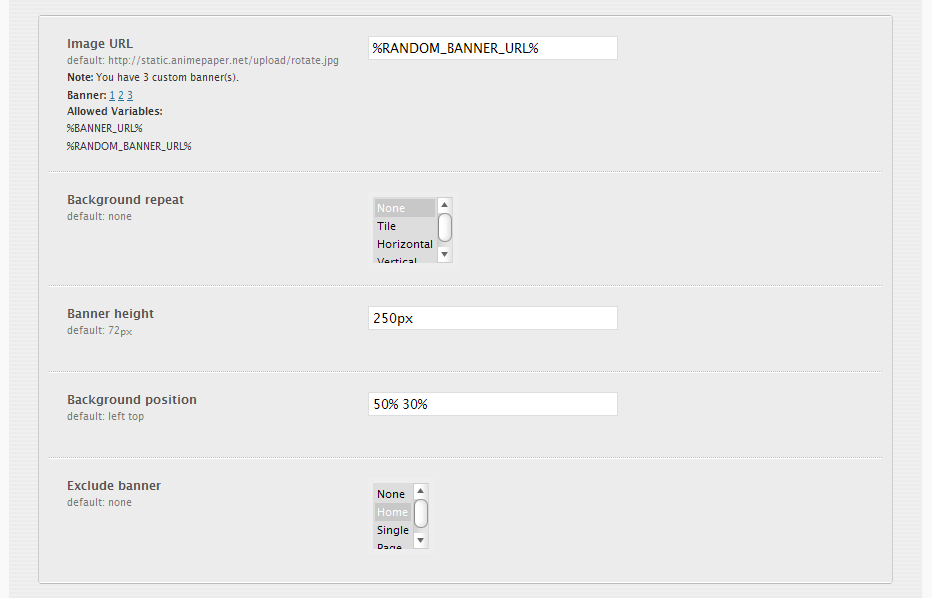 Image URL
default: http://static.animepaper.net/upload/rotate.jpg
Note: You have 3 custom banner(s).
Banner: 1 2 3
Allowed Variables:
%BANNER_URL%
%RANDOM_BANNER_URL%
%RANDOM_BANNER_URL%
Background repeat
default: none
None
Tile
Horizontal
Vertical
Banner height
default: 72px
250px
Background position
default: left top
50% 30%
Exclude banner
default: none
None
Home
Single
Page